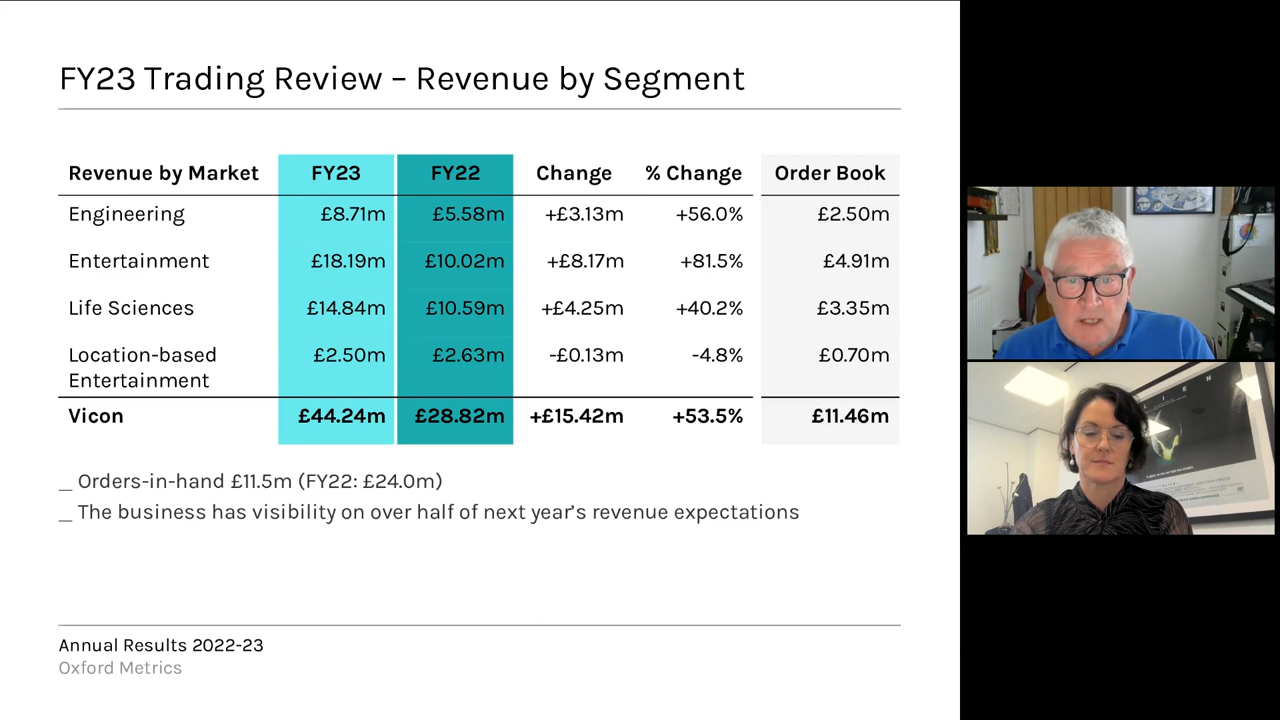 FY23 Trading Review – Revenue by Segment
Revenue by Market FY23 FY22 Change % Change Order Book
Engineering £8.71m £5.58m +£3.13m +56.0% £2.50m
Entertainment £18.19m £10.02m +£8.17m +81.5% £4.91m
Life Sciences £14.84m £10.59m +£4.25m +40.2% £3.35m
Location-based £2.50m £2.63m -£0.13m -4.8% £0.70m
Entertainment
Vicon £44.24m £28.82m +£15.42m +53.5% £11.46m
_ Orders-in-hand £11.5m (FY22: £24.0m)
_ The business has visibility on over half of next year’s revenue expectations
Annual Results 2022-23
Oxford Metrics